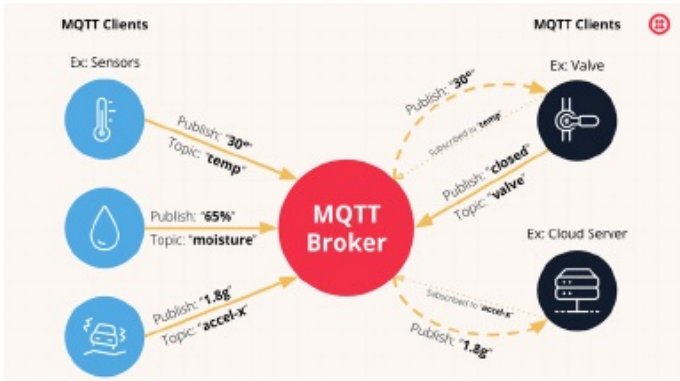 MQTT Clients
MQTT Clients
Ex: Sensors
Ex: Valve
Publish: "30º"
Topic: "temp"
Publish: "30º"
Subscribed to "temp"
Publish: "closed"
Topic: "valve"
Publish: "65%"
Topic: "moisture"
MQTT
Broker
Ex: Cloud Server
Publish: "1.8g"
Topic: "accel-x"
Subscribed to "accel-x"
Publish: "1.8g"